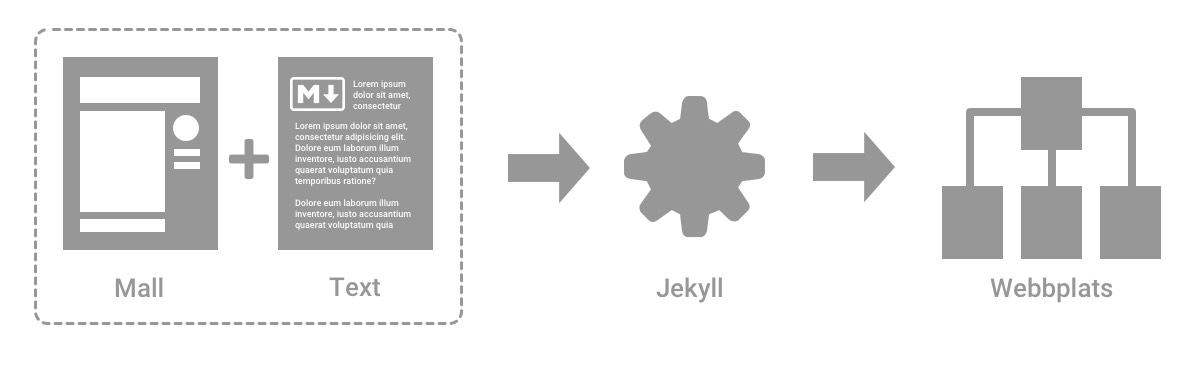 M
Lorem ipsum
dolor sit amet,
consectetur
Lorem ipsum dolor sit amet,
consectetur adipisicing elit.
Dolore eum laborum illum
inventore, iusto accusantium
quaerat voluptatum quia
temporibus ratione?
Dolore eum laborum illum
inventore, iusto accusantium
quaerat voluptatum quia
Mall
Text
Jekyll
Webbplats